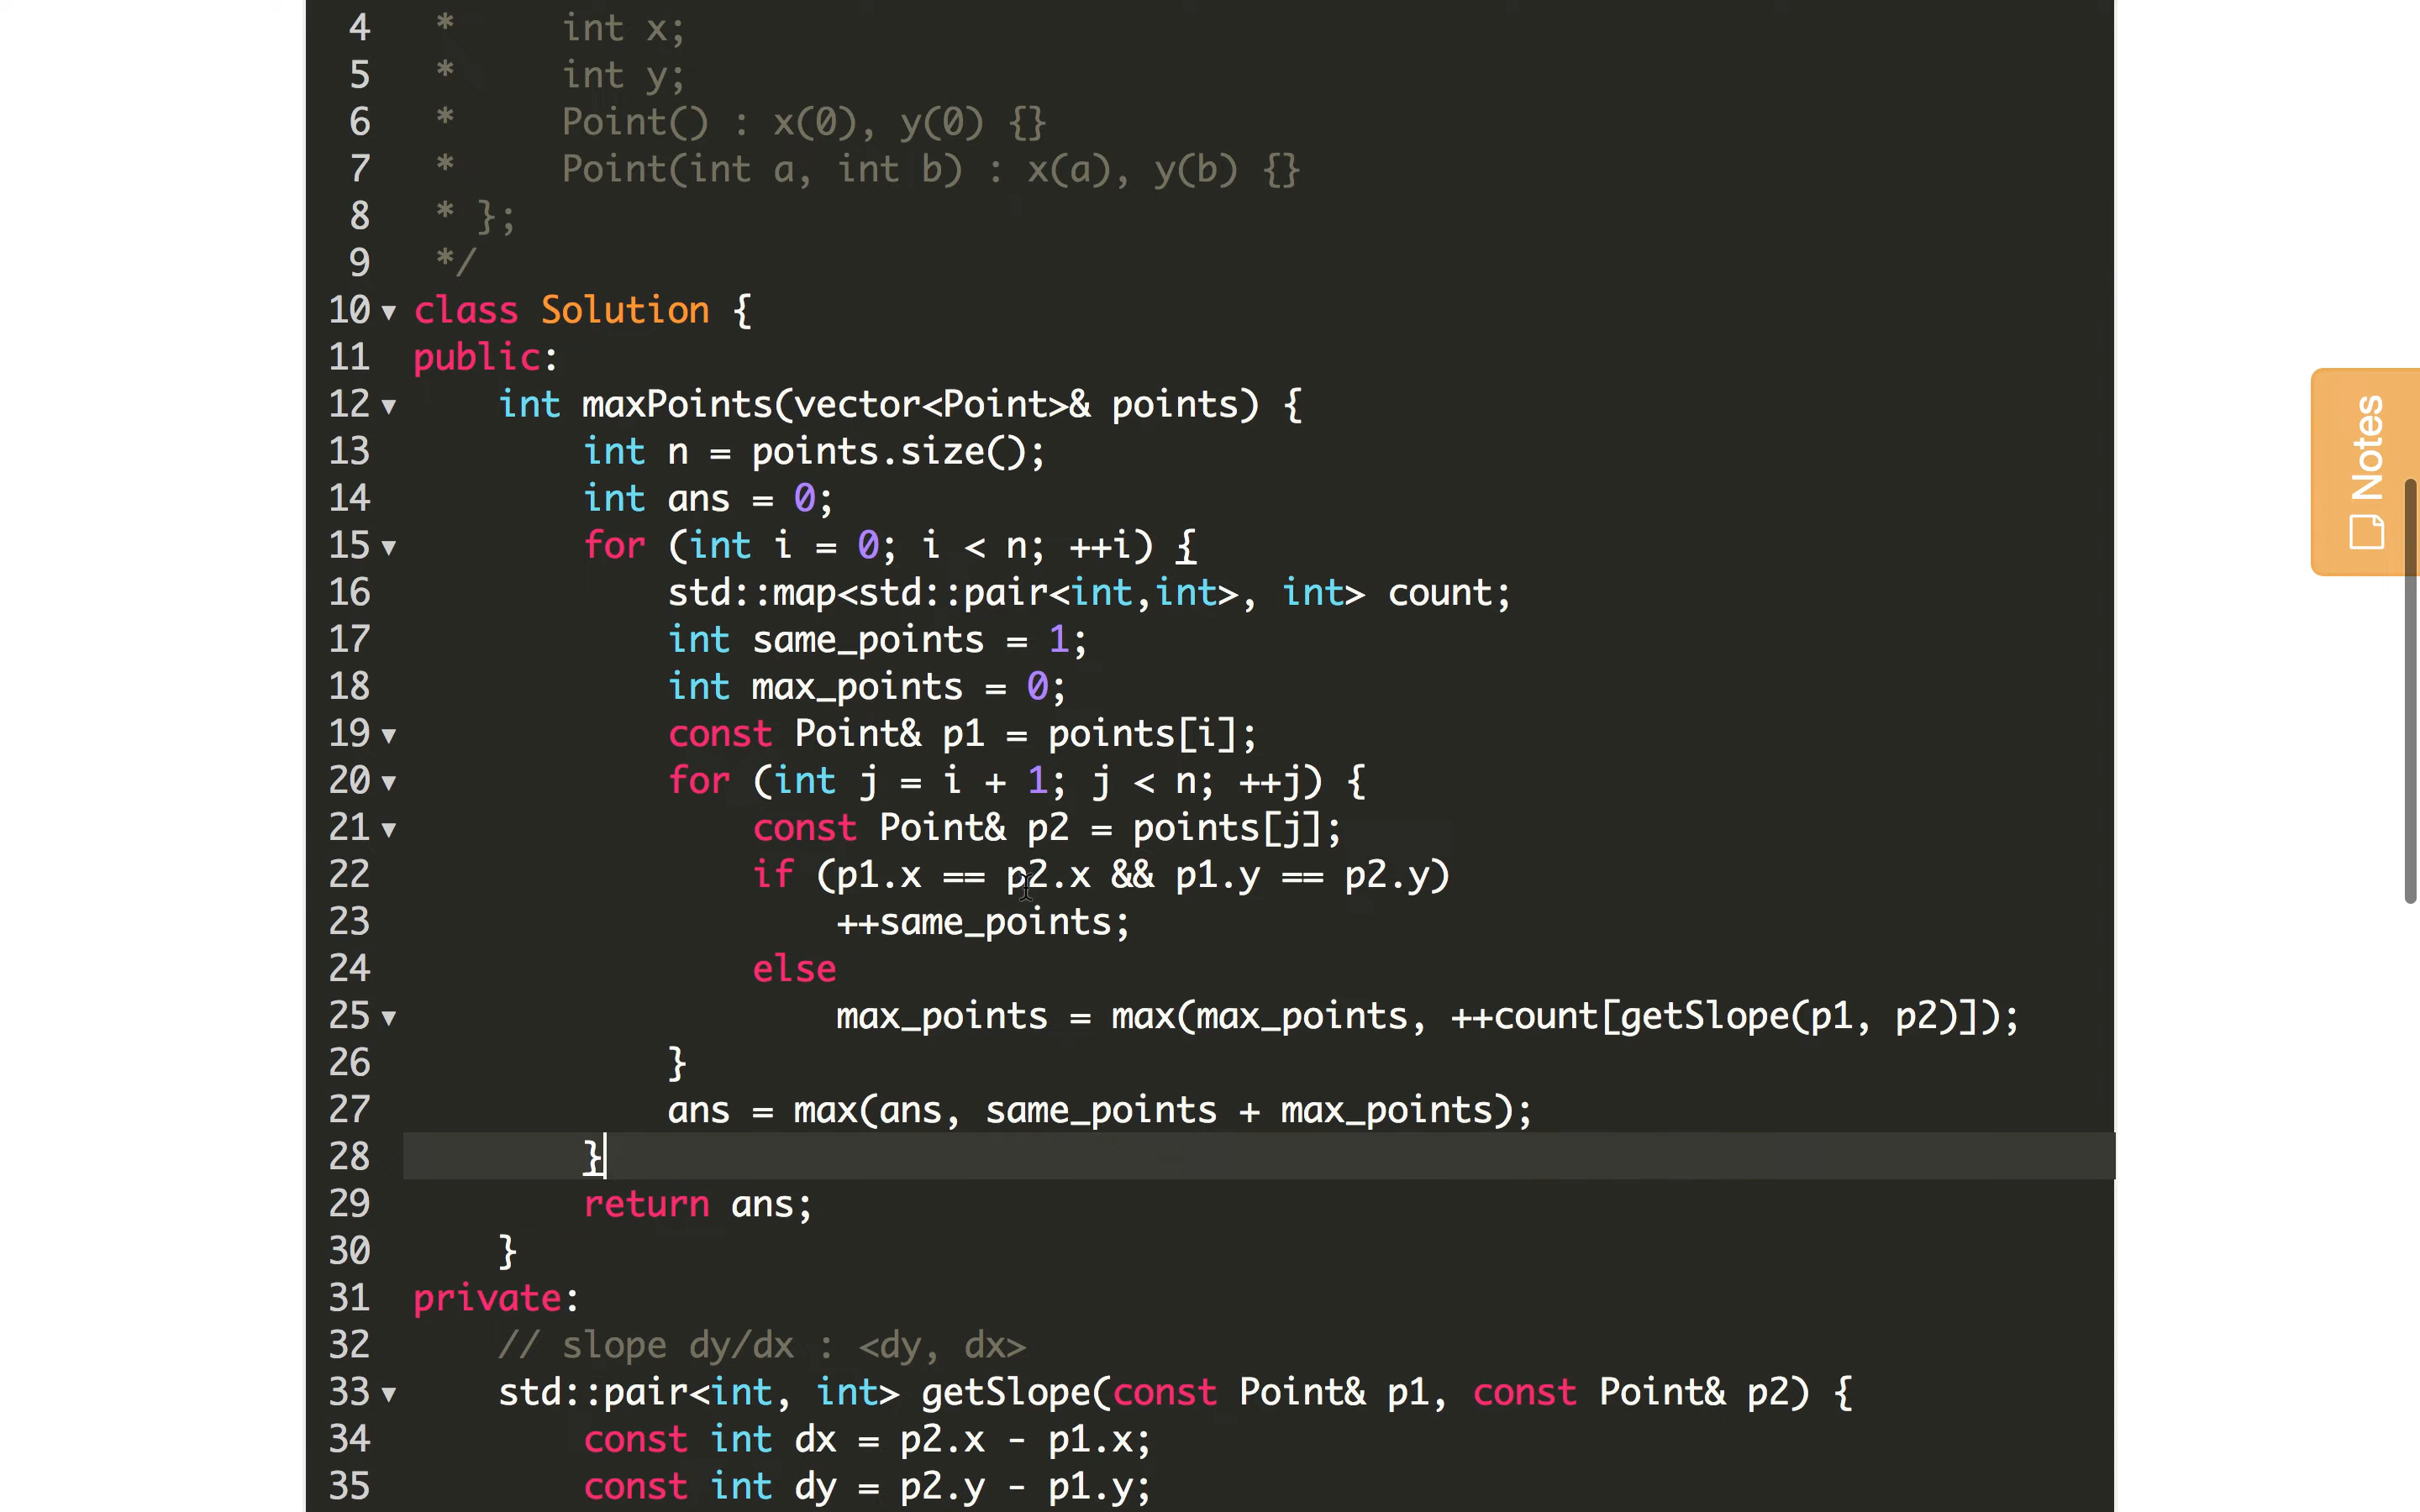 4 *     int x;
5 *     int y;
6 *     Point() : x(0), y(0) {}
7 *     Point(int a, int b) : x(a), y(b) {}
8 * };
9 */
10 class Solution {
11 public:
12     int maxPoints(vector<Point>& points) {
13         int n = points.size();
14         int ans = 0;
15         for (int i = 0; i < n; ++i) {
16             std::map<std::pair<int,int>, int> count;
17             int same_points = 1;
18             int max_points = 0;
19             const Point& p1 = points[i];
20             for (int j = i + 1; j < n; ++j) {
21                 const Point& p2 = points[j];
22                 if (p1.x == p2.x && p1.y == p2.y)
23                     ++same_points;
24                 else
25                     max_points = max(max_points, ++count[getSlope(p1, p2)]);
26             }
27             ans = max(ans, same_points + max_points);
28         }
29         return ans;
30     }
31 private:
32     // slope dy/dx : <dy, dx>
33     std::pair<int, int> getSlope(const Point& p1, const Point& p2) {
34         const int dx = p2.x - p1.x;
35         const int dy = p2.y - p1.y;
Notes